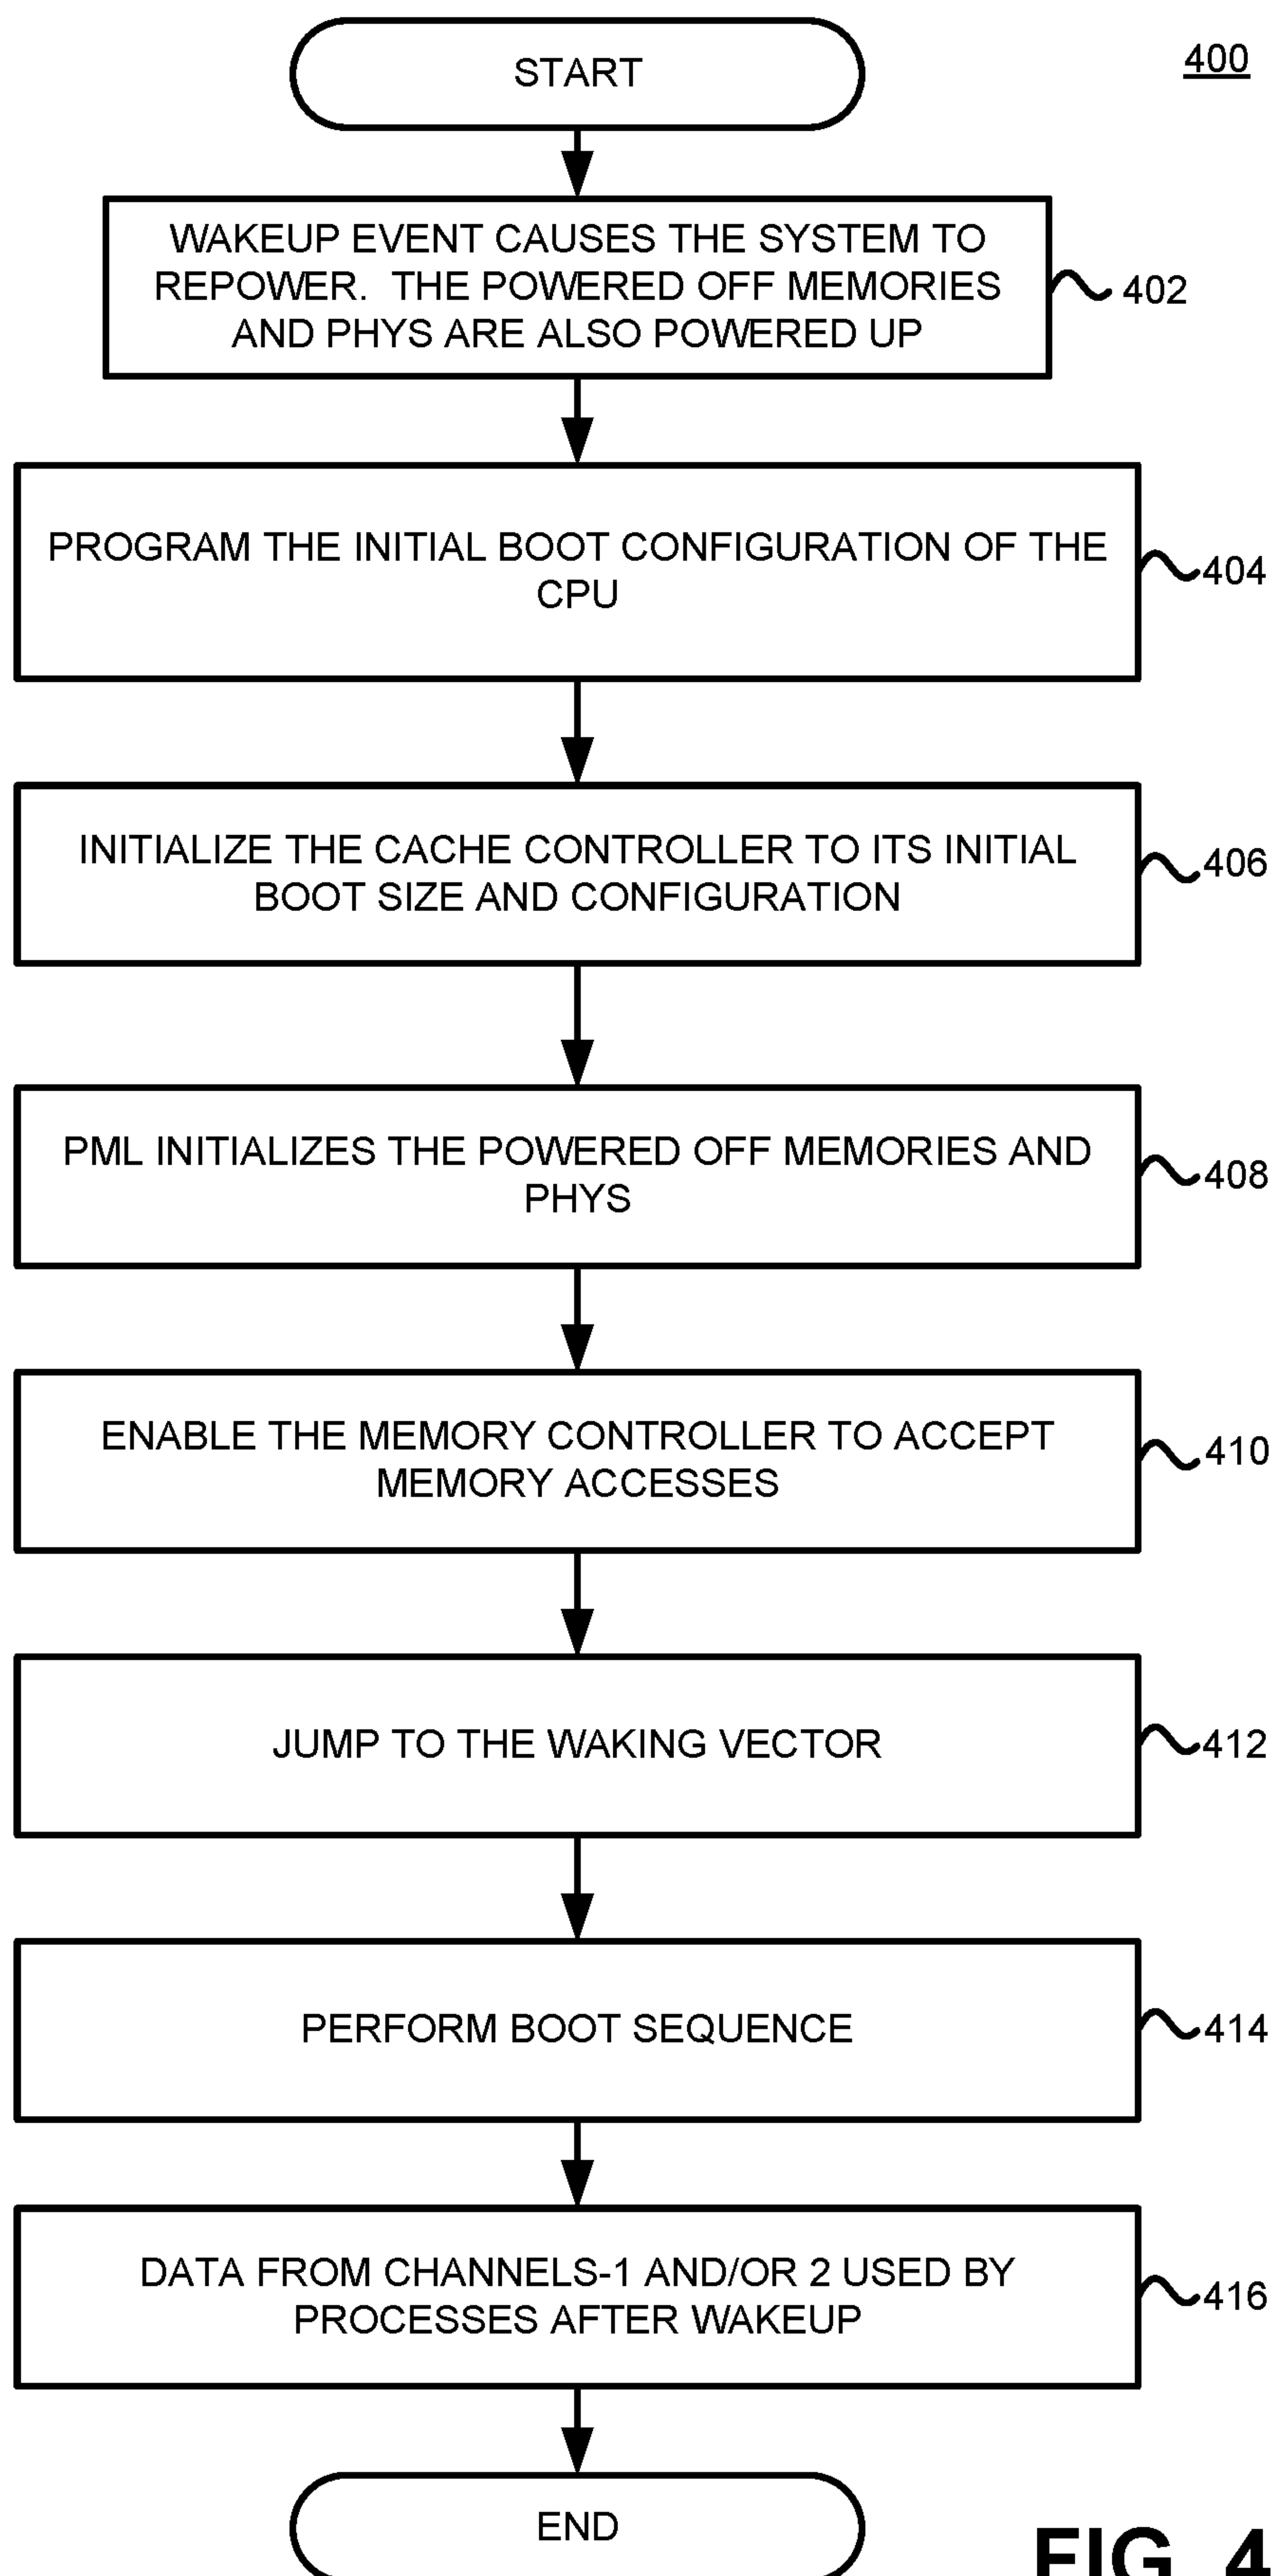 START
400
WAKEUP EVENT CAUSES THE SYSTEM TO
REPOWER. THE POWERED OFF MEMORIES
AND PHYS ARE ALSO POWERED UP
402
PROGRAM THE INITIAL BOOT CONFIGURATION OF THE
CPU
404
INITIALIZE THE CACHE CONTROLLER TO ITS INITIAL
BOOT SIZE AND CONFIGURATION
406
PML INITIALIZES THE POWERED OFF MEMORIES AND
PHYS
408
ENABLE THE MEMORY CONTROLLER TO ACCEPT
MEMORY ACCESSES
410
JUMP TO THE WAKING VECTOR
412
PERFORM BOOT SEQUENCE
414
DATA FROM CHANNELS-1 AND/OR 2 USED BY
PROCESSES AFTER WAKEUP
416
END
FIG. 4